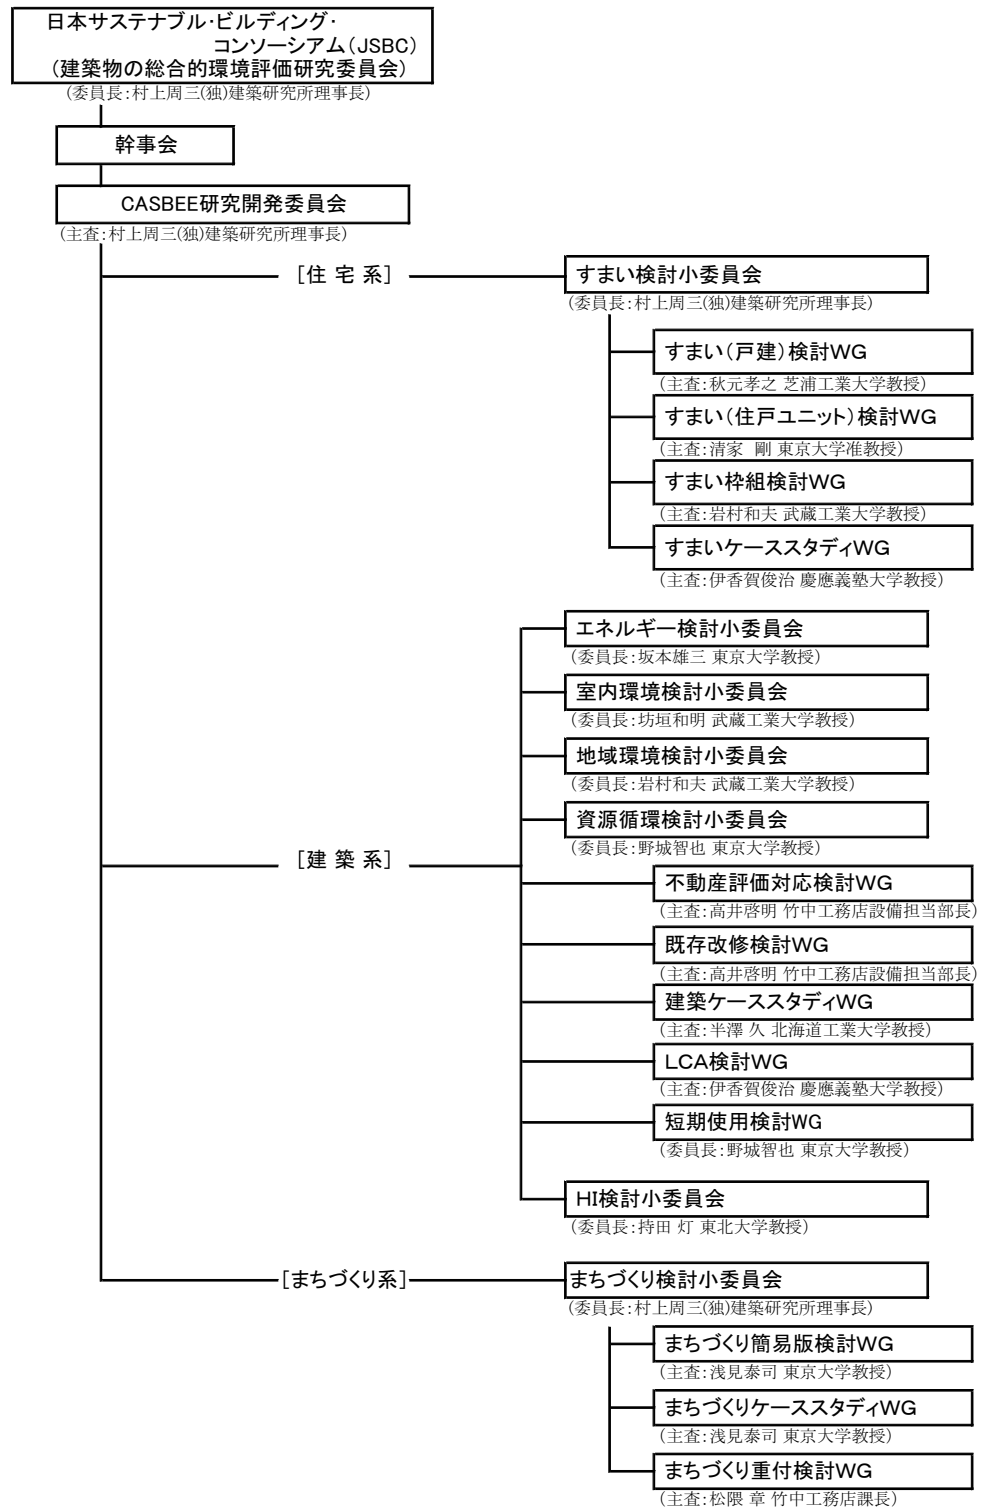 日本サステナブル・ビルディング・
コンソーシアム(JSBC)
(建築物の総合的環境評価研究委員会)
(委員長:村上周三(独)建築研究所理事長)
幹事会
CASBEE研究開発委員会
(主査:村上周三(独)建築研究所理事長)
[住 宅 系]
すまい検討小委員会
(委員長:村上周三(独)建築研究所理事長)
すまい(戸建)検討WG
(主査:秋元孝之 芝浦工業大学教授)
すまい(住戸ユニット)検討WG
(主査:清家 剛 東京大学准教授)
すまい枠組検討WG
(主査:岩村和夫 武蔵工業大学教授)
すまいケーススタディWG
(主査:伊香賀俊治 慶應義塾大学教授)
エネルギー検討小委員会
(委員長:坂本雄三 東京大学教授)
室内環境検討小委員会
(委員長:坊垣和明 武蔵工業大学教授)
地域環境検討小委員会
(委員長:岩村和夫 武蔵工業大学教授)
資源循環検討小委員会
(委員長:野城智也 東京大学教授)
[建 築 系]
不動産評価対応検討WG
(主査:高井啓明 竹中工務店設備担当部長)
既存改修検討WG
(主査:高井啓明 竹中工務店設備担当部長)
建築ケーススタディWG
(主査:半澤 久 北海道工業大学教授)
LCA検討WG
(主査:伊香賀俊治 慶應義塾大学教授)
短期使用検討WG
(委員長:野城智也 東京大学教授)
HI検討小委員会
(委員長:持田 灯 東北大学教授)
[まちづくり系]
まちづくり検討小委員会
(委員長:村上周三(独)建築研究所理事長)
まちづくり簡易版検討WG
(主査:浅見泰司 東京大学教授)
まちづくりケーススタディWG
(主査:浅見泰司 東京大学教授)
まちづくり重付検討WG
(主査:松隈 章 竹中工務店課長)